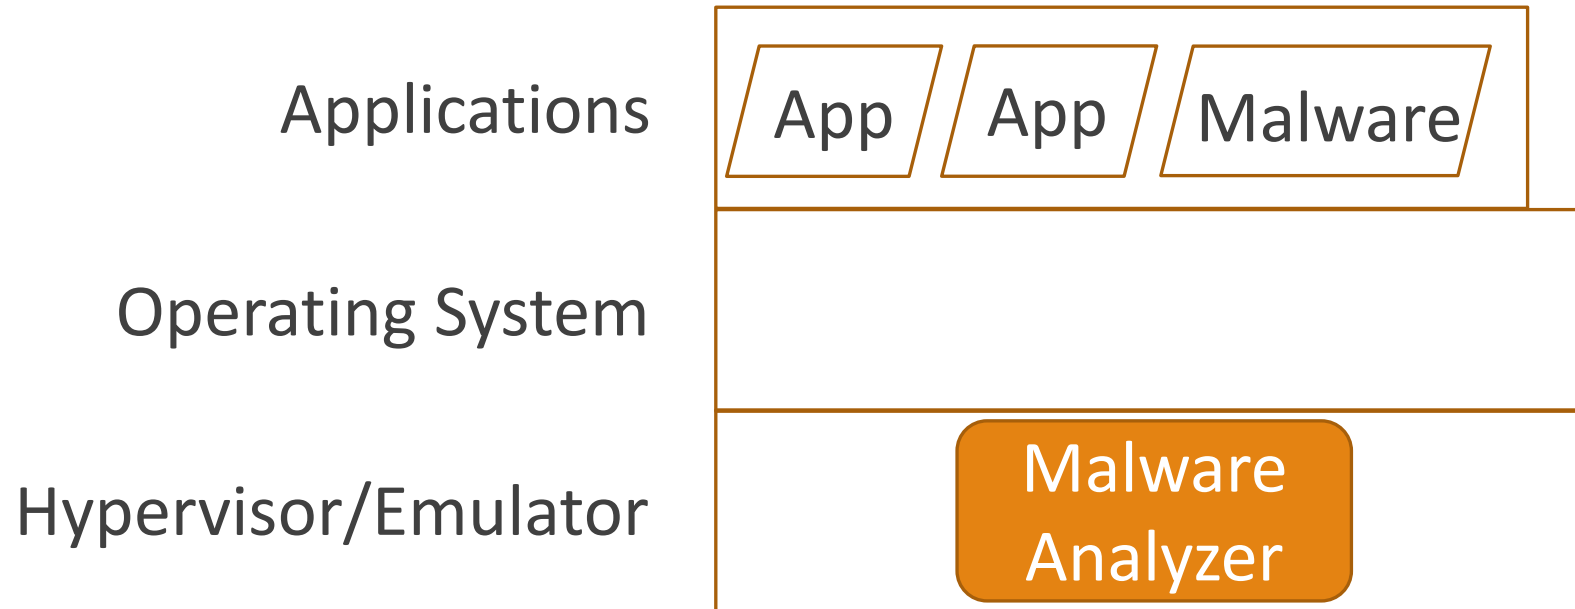 Applications
App
App
Malware
Operating System
Hypervisor/Emulator
Malware
Analyzer